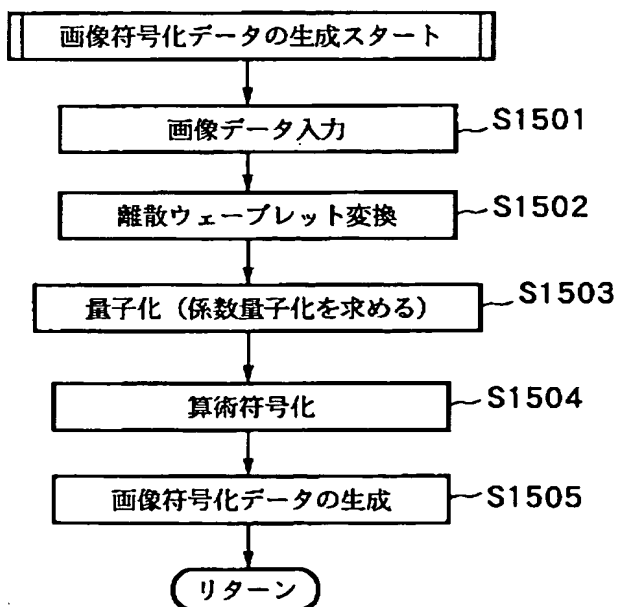 画像符号化データの生成スタート
画像データ入力
S1501
離散ウェーブレット変換
S1502
量子化（係数量子化を求める）
S1503
算術符号化
S1504
画像符号化データの生成
S1505
リターン